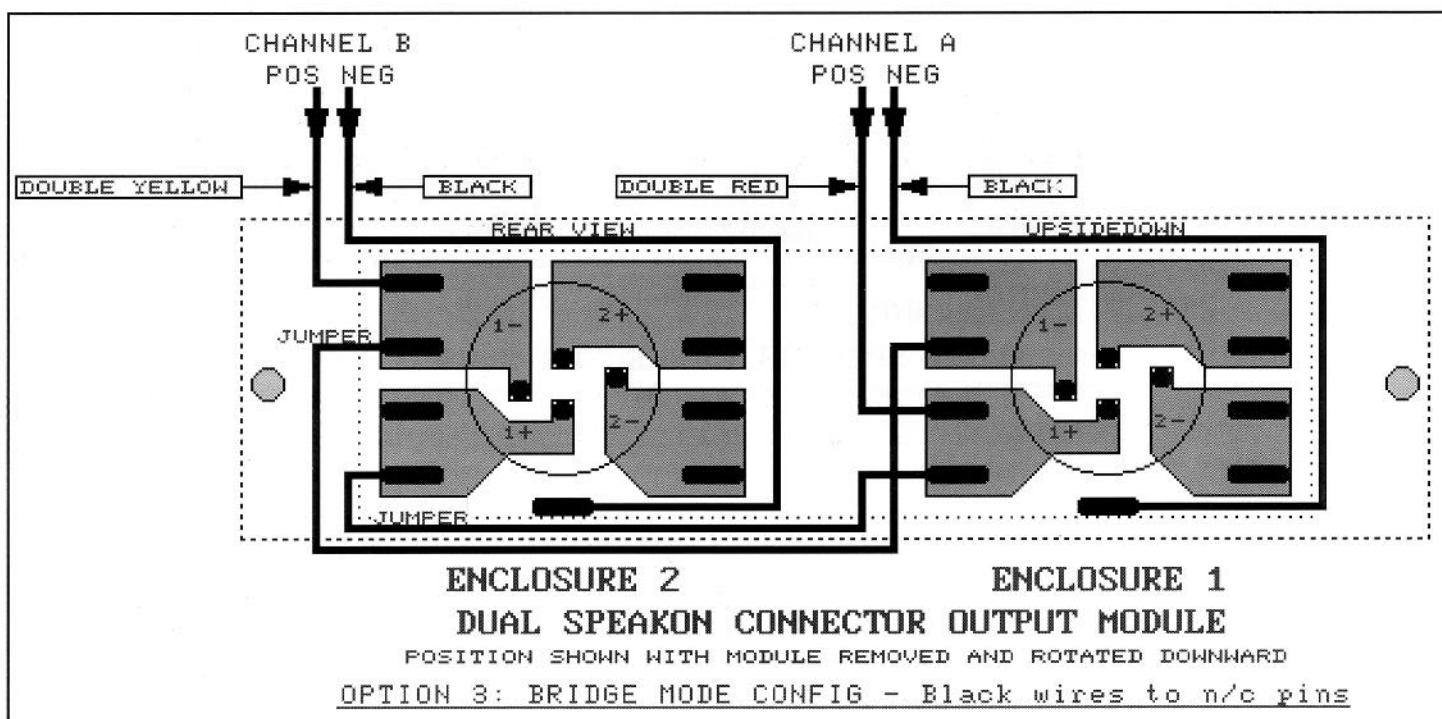 CHANNEL B
POS NEG
CHANNEL A
POS NEG
DOUBLE YELLOW
BLACK
DOUBLE RED
BLACK
REAR VIEW
UPSIDEDOWN
1-
2+
1-
2+
JUMPER
1+
2-
1+
2-
JUMPER
ENCLOSURE 2
ENCLOSURE 1
DUAL SPEAKON CONNECTOR OUTPUT MODULE
POSITION SHOWN WITH MODULE REMOVED AND ROTATED DOWNWARD
OPTION 3: BRIDGE MODE CONFIG - Black wires to n/c pins